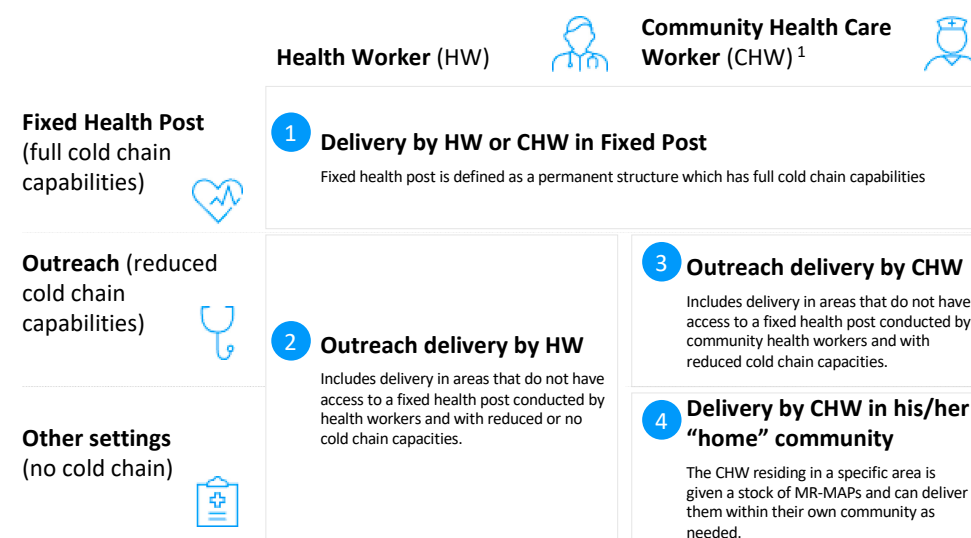 Health Worker (HW)
Community Health Care
Worker (CHW) 1
Fixed Health Post
(full cold chain
capabilities)
1
Delivery by HW or CHW in Fixed Post
Fixed health post is defined as a permanent structure which has full cold chain capabilities
Outreach (reduced
cold chain
capabilities)
2
Outreach delivery by HW
Includes delivery in areas that do not have
access to a fixed health post conducted by
health workers and with reduced or no
cold chain capacities.
3
Outreach delivery by CHW
Includes delivery in areas that do not have
access to a fixed health post conducted by
community health workers and with
reduced cold chain capacities.
Other settings
(no cold chain)
4
Delivery by CHW in his/her
“home” community
The CHW residing in a specific area is
given a stock of MR-MAPs and can deliver
them within their own community as
needed.